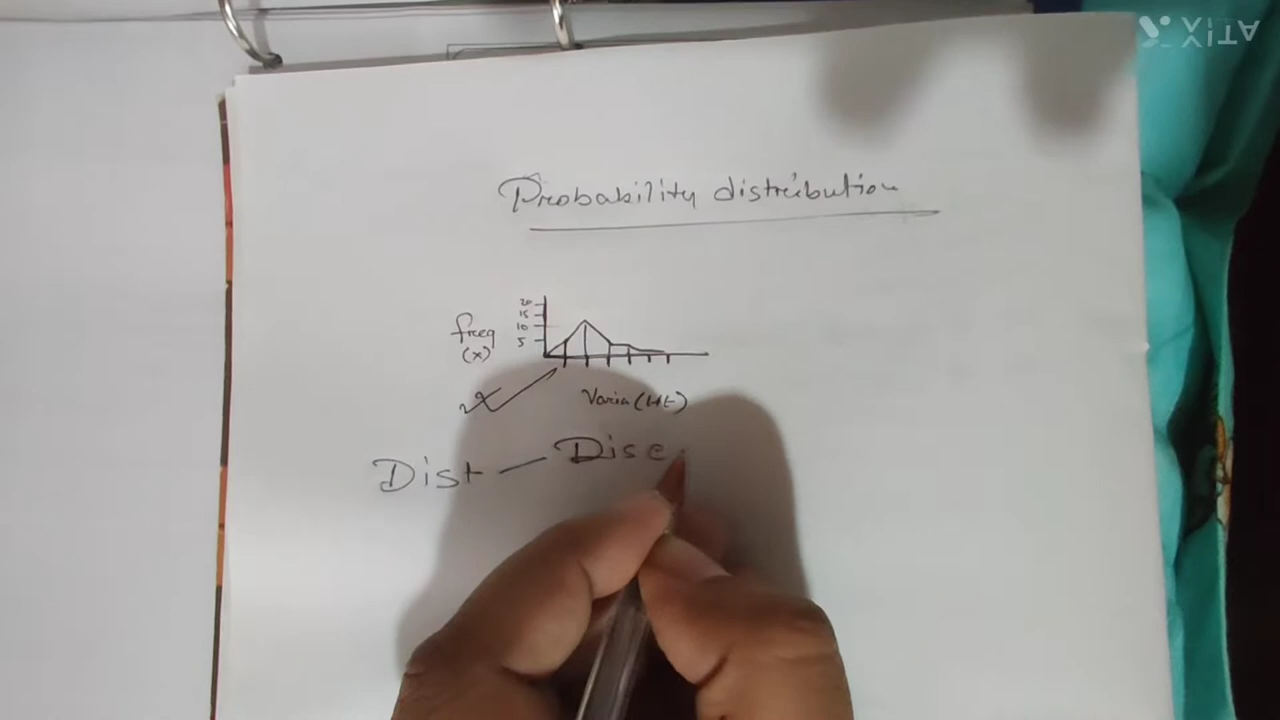 Probability distribution
20
15
10
5
freq
(x)
Varia(Ht)
Dist — Disc